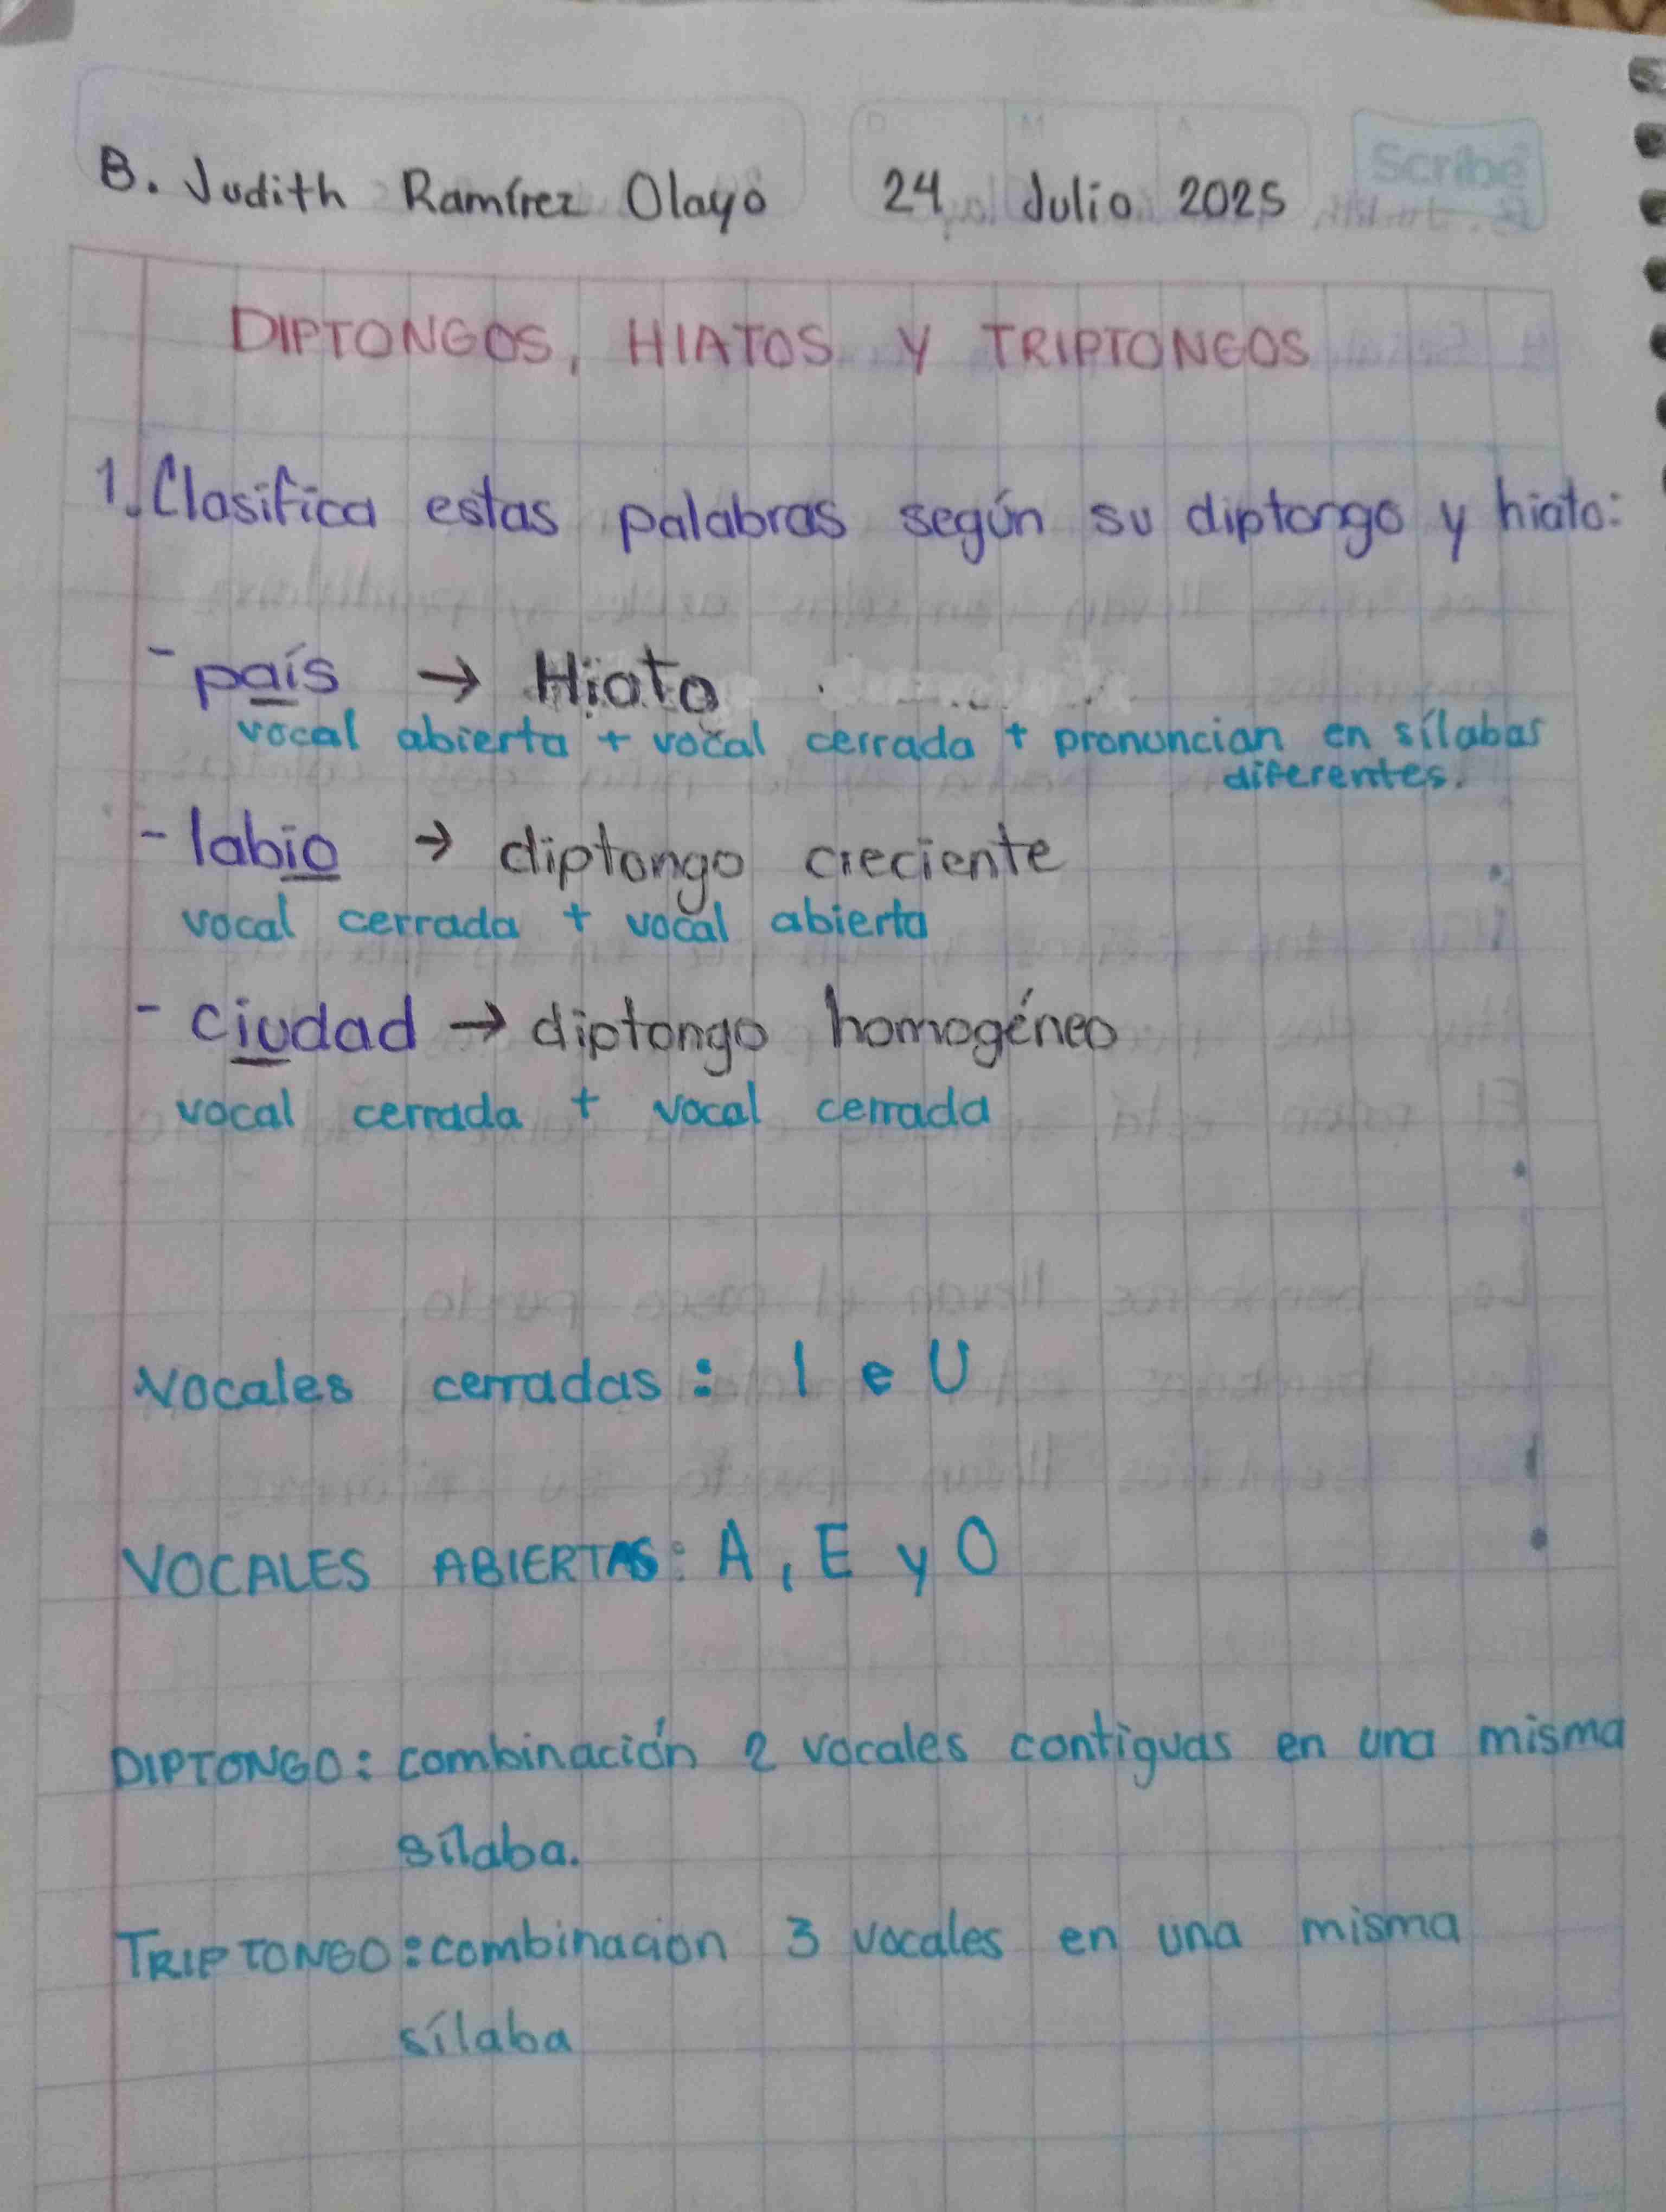 Scribe
B. Judith Ramírez Olayo 24 Julio 2025
DIPTONGOS, HIATOS Y TRIPTONGOS
1. Clasifica estas palabras según su diptongo y hiato:
- país → Hiato
vocal abierta + vocal cerrada + pronuncian en sílabas
diferentes.
- labio → diptongo creciente
vocal cerrada + vocal abierta
- ciudad → diptongo homogéneo
vocal cerrada + vocal cerrada
Vocales cerradas: I e U
VOCALES ABIERTAS: A, E y O
DIPTONGO: combinación 2 vocales contiguas en una misma
sílaba.
TRIPTONGO: combinacion 3 vocales en una misma
sílaba